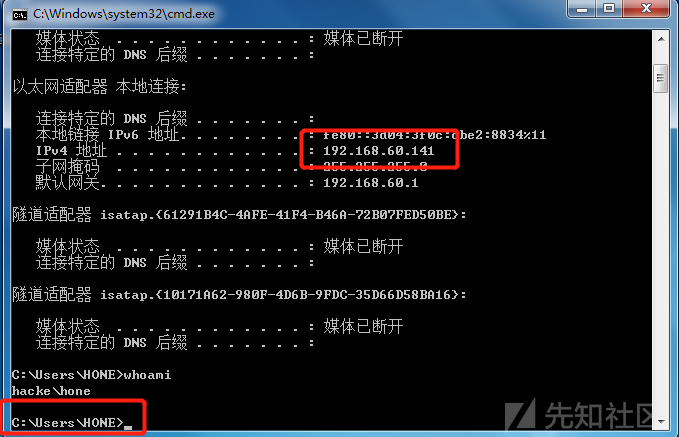 C:\Windows\system32\cmd.exe
媒体状态 . . . . . . . . . . . . : 媒体已断开
连接特定的 DNS 后缀 . . . . . . . :
以太网适配器 本地连接:
连接特定的 DNS 后缀 . . . . . . . :
本地链接 IPv6 地址. . . . . . . . : fe80::3d04:3f0c:dbe2:8834%11
IPv4 地址 . . . . . . . . . . . . : 192.168.60.141
子网掩码 . . . . . . . . . . . . : 255.255.255.0
默认网关. . . . . . . . . . . . . : 192.168.60.1
隧道适配器 isatap.{61291B4C-4AFE-41F4-B46A-72B07FED50BE}:
媒体状态 . . . . . . . . . . . . : 媒体已断开
连接特定的 DNS 后缀 . . . . . . . :
隧道适配器 isatap.{10171A62-980F-4D6B-9FDC-35D66D58BA16}:
媒体状态 . . . . . . . . . . . . : 媒体已断开
连接特定的 DNS 后缀 . . . . . . . :
C:\Users\HONE>whoami
hacke\hone
C:\Users\HONE>_
先知社区